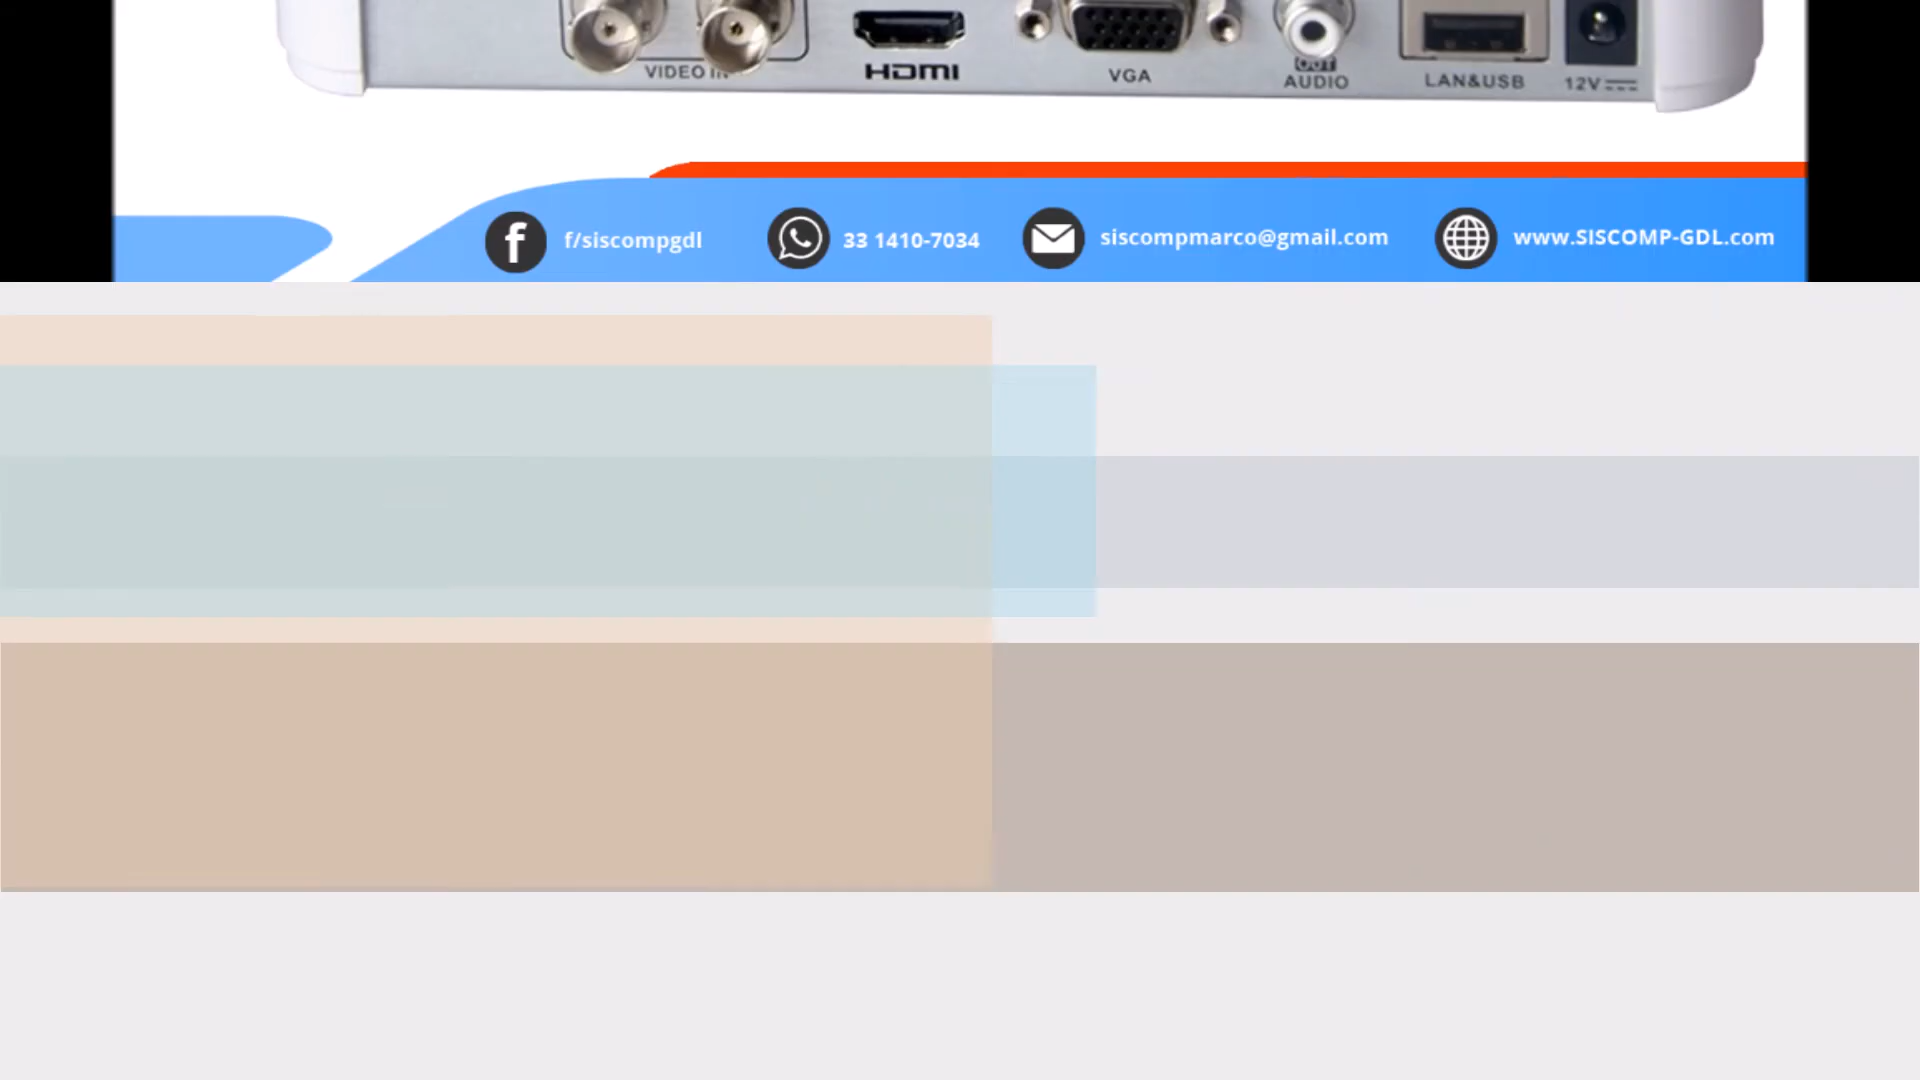 VIDEO IN
HDMI
VGA
OUT
AUDIO
LAN&USB
12V
f/siscompgdl
33 1410-7034
siscompmarco@gmail.com
www.SISCOMP-GDL.com